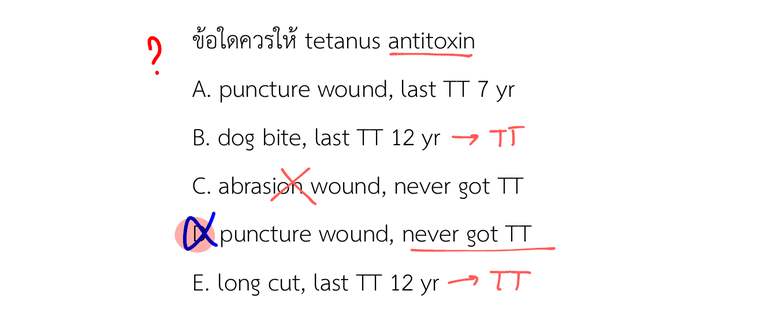 ? ข้อใดควรให้ tetanus antitoxin
A. puncture wound, last TT 7 yr
B. dog bite, last TT 12 yr → TT
C. abrasion wound, never got TT
D. puncture wound, never got TT
E. long cut, last TT 12 yr → TT